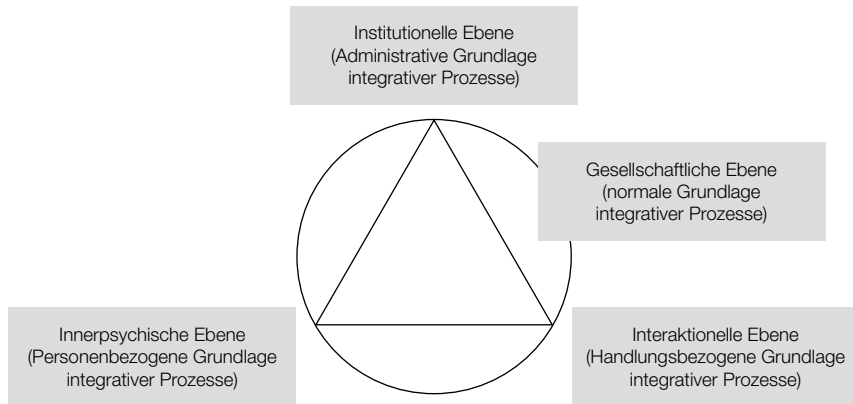 Institutionelle Ebene
(Administrative Grundlage
integrativer Prozesse)
Gesellschaftliche Ebene
(normale Grundlage
integrativer Prozesse)
Innerpsychische Ebene
(Personenbezogene Grundlage
integrativer Prozesse)
Interaktionelle Ebene
(Handlungsbezogene Grundlage
integrativer Prozesse)